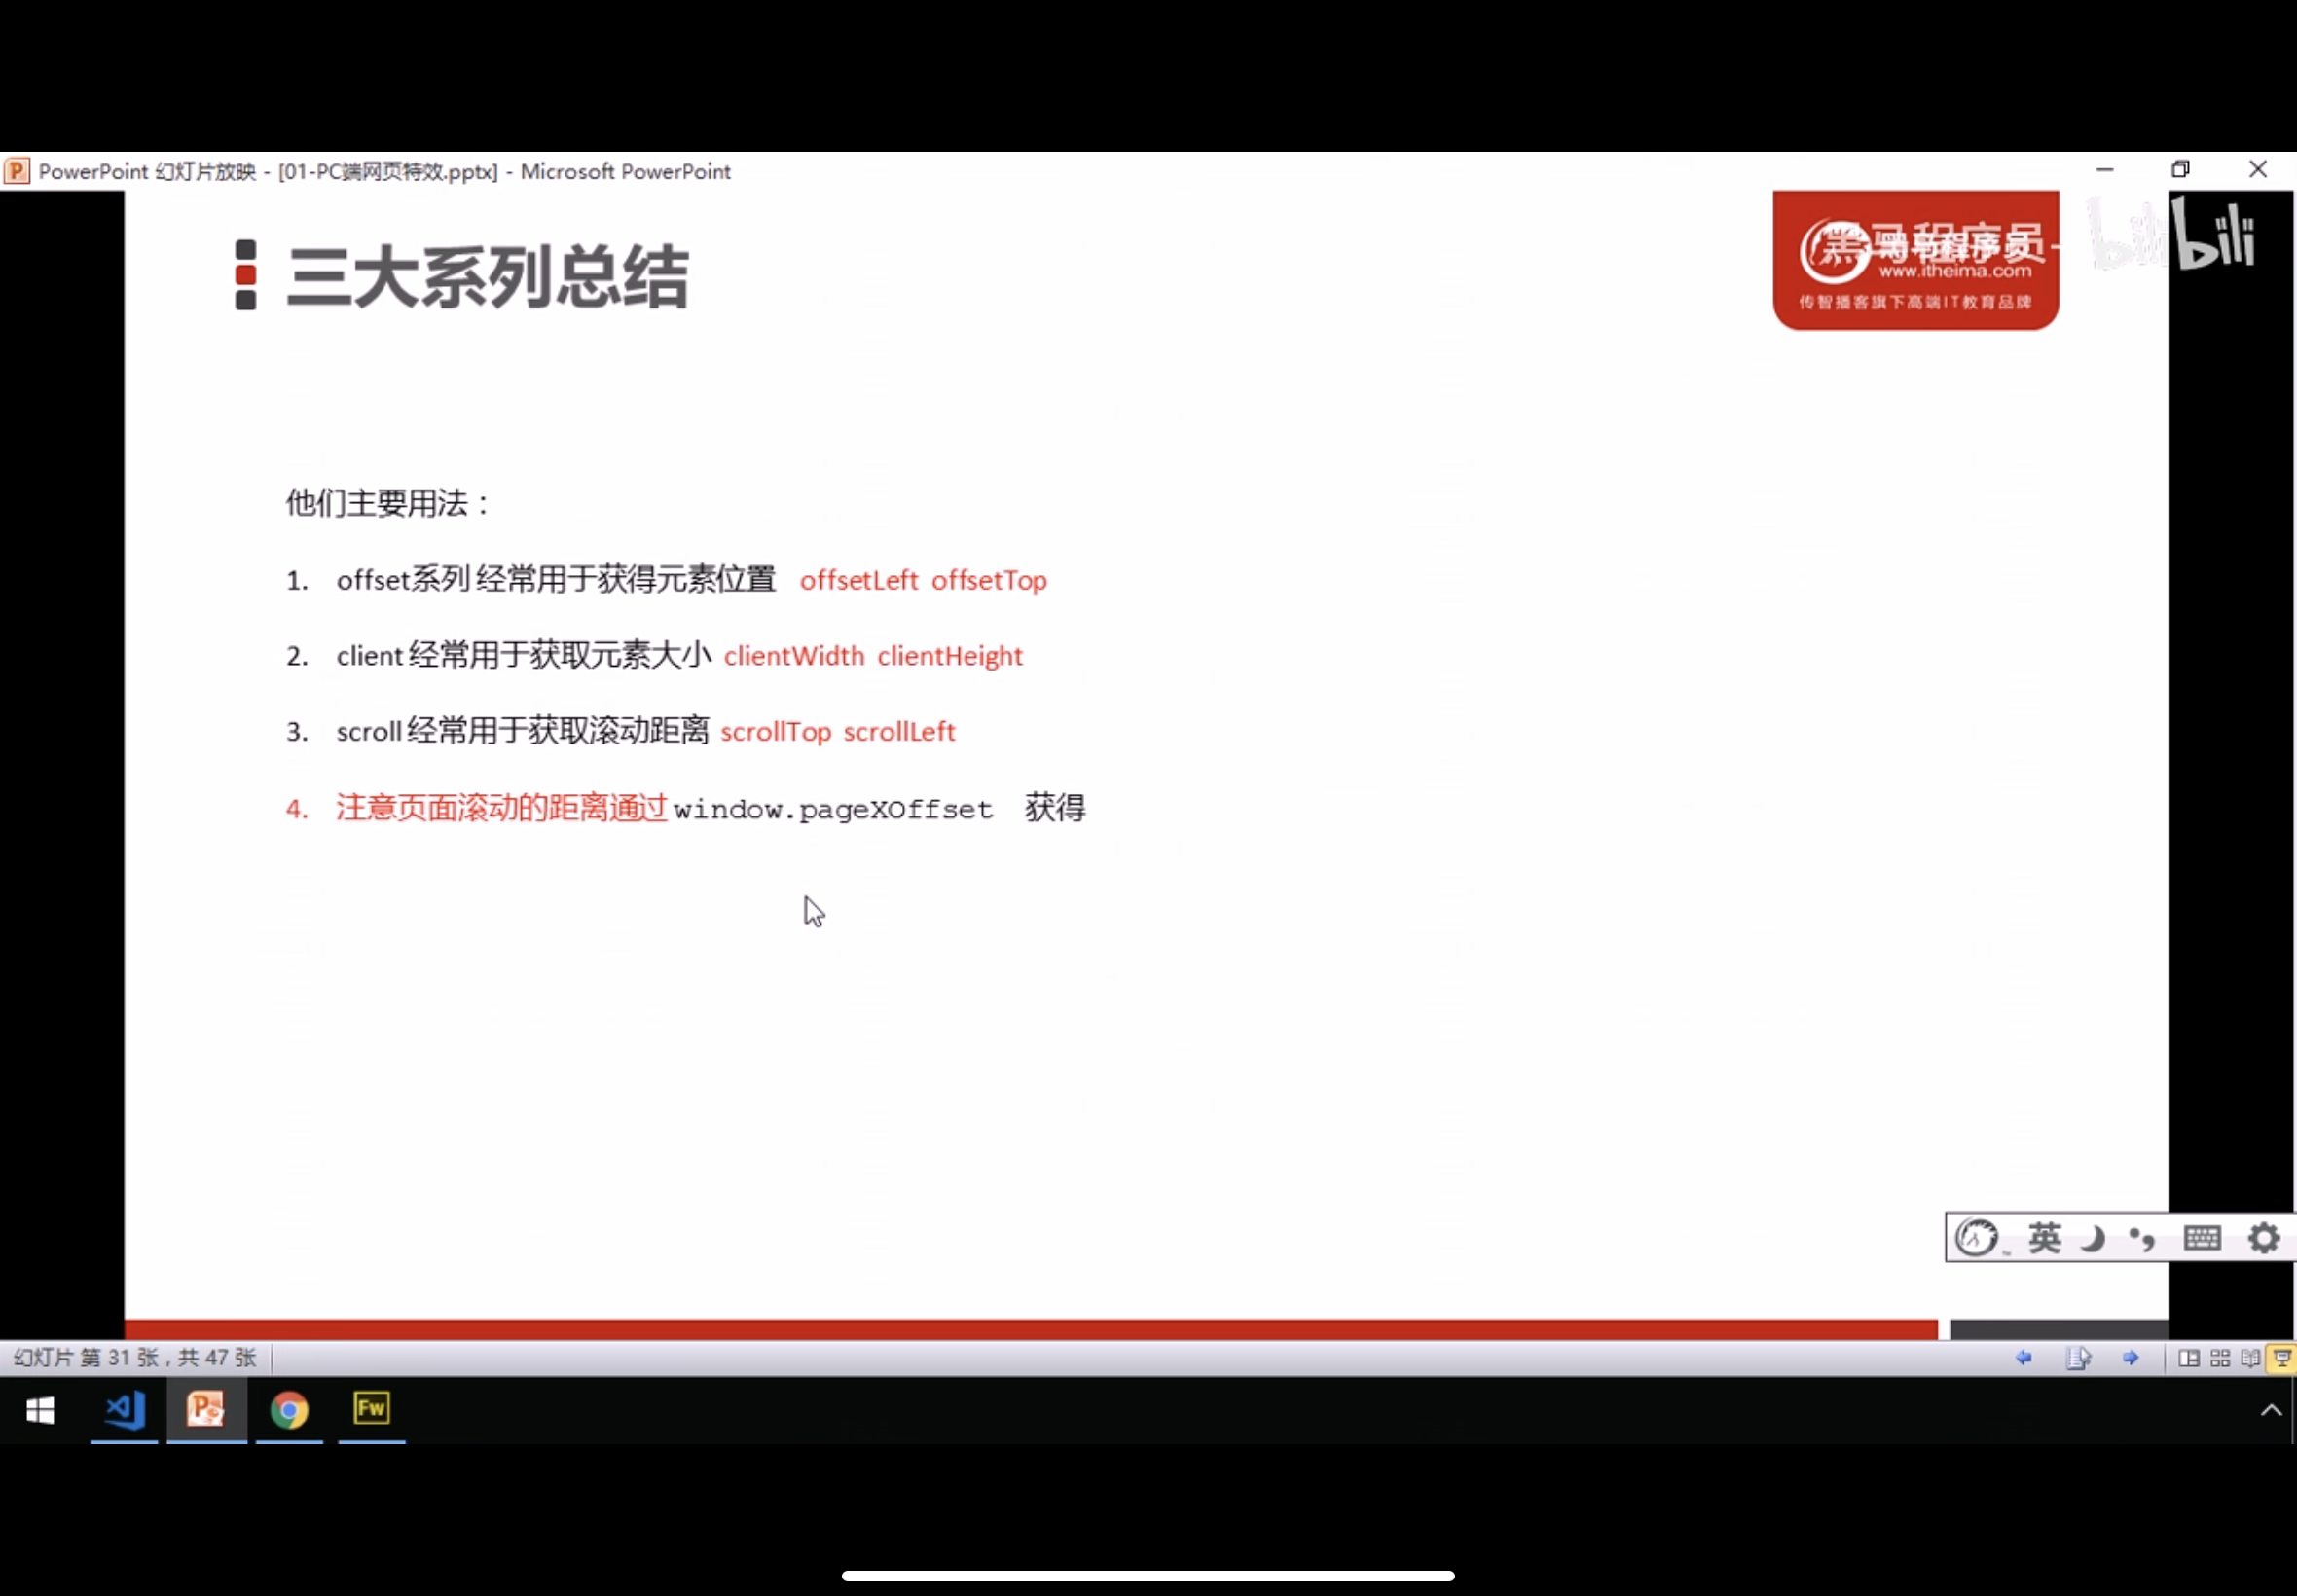 PowerPoint 幻灯片放映 - [01-PC端网页特效.pptx] - Microsoft PowerPoint
三大系列总结
黑马程序员-
www.itheima.com
传智播客旗下高端IT教育品牌
bilibili
他们主要用法：
1. offset系列 经常用于获得元素位置 offsetLeft offsetTop
2. client 经常用于获取元素大小 clientWidth clientHeight
3. scroll 经常用于获取滚动距离 scrollTop scrollLeft
4. 注意页面滚动的距离通过 window.pageXOffset 获得
英
幻灯片 第 31 张，共 47 张
Fw